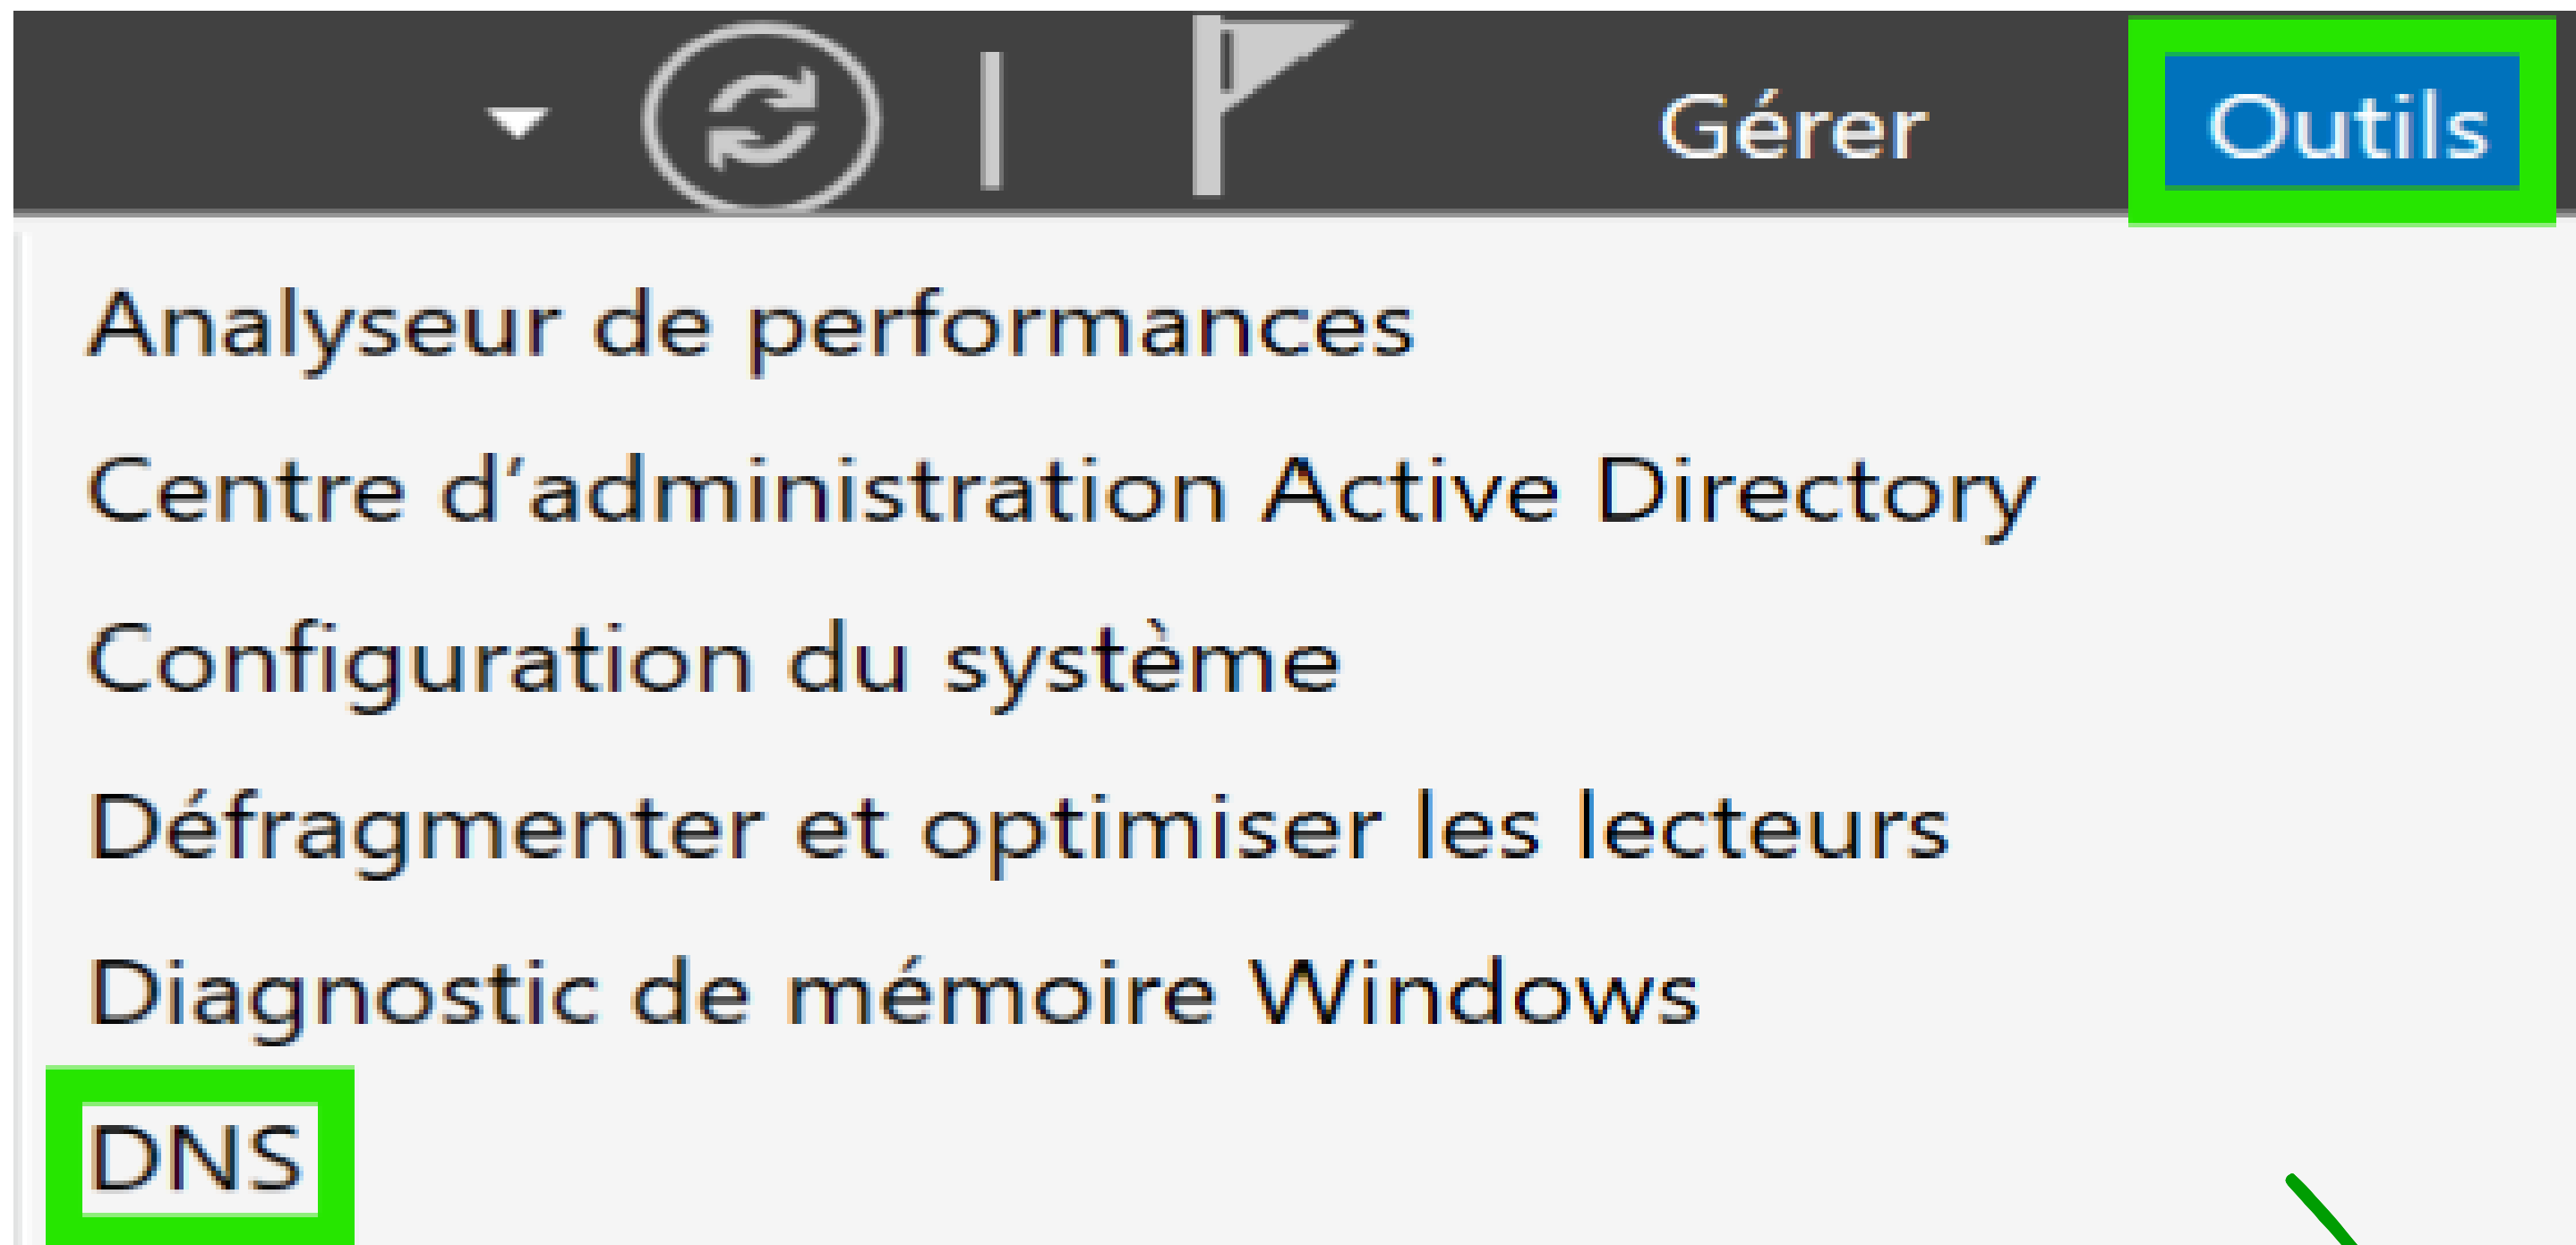 Gérer Outils
Analyseur de performances
Centre d'administration Active Directory
Configuration du système
Défragmenter et optimiser les lecteurs
Diagnostic de mémoire Windows
DNS